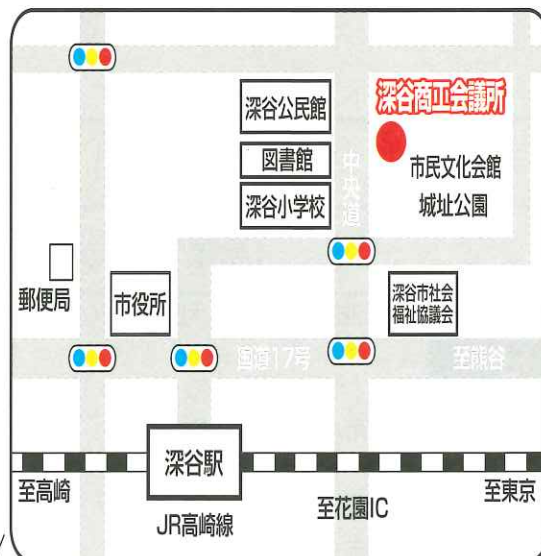 深谷公民館
図書館
深谷小学校
中央道
深谷商工会議所
市民文化会館
城址公園
郵便局
市役所
深谷市社会
福祉協議会
国道17号
至熊谷
深谷駅
至高崎
JR高崎線
至花園IC
至東京